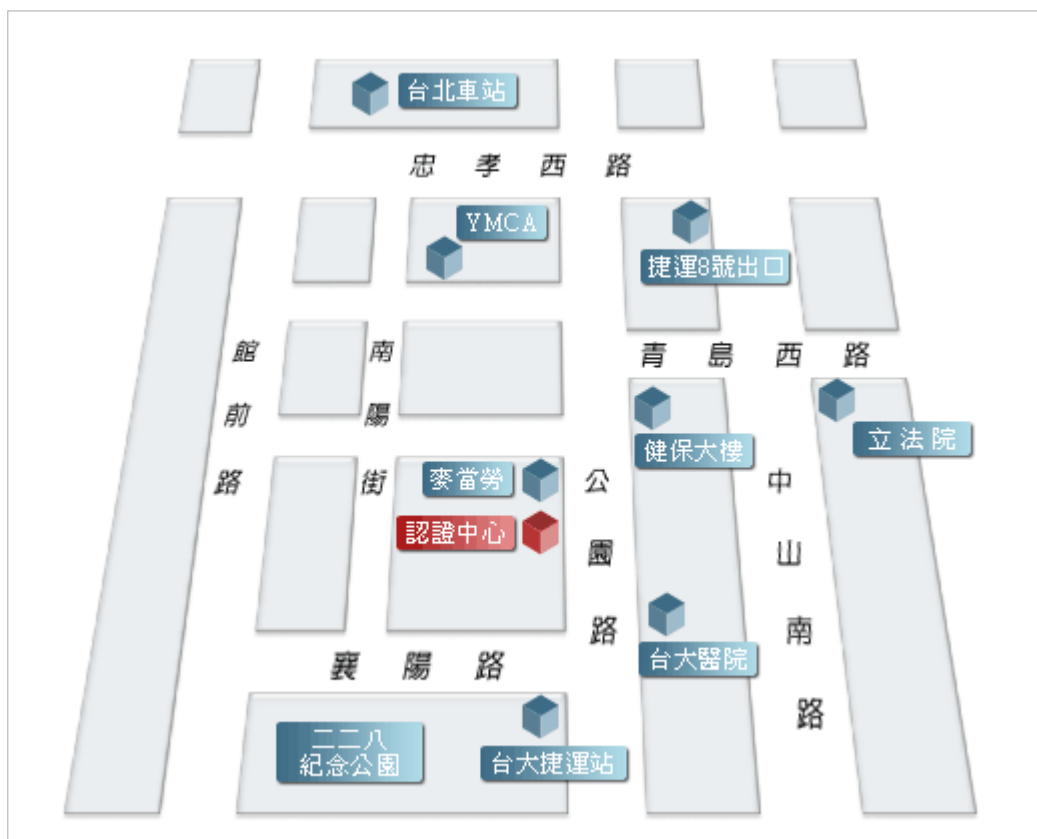 台北車站
忠孝西路
YMCA
捷運8號出口
館前路
南陽街
青島西路
健保大樓
立法院
麥當勞
認證中心
公園路
中山南路
台大醫院
襄陽路
二二八
紀念公園
台大捷運站